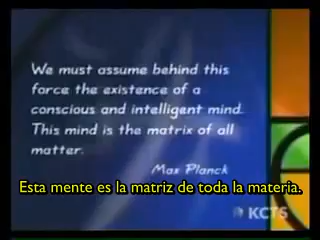 We must assume behind this
force the existence of a
conscious and intelligent mind.
This mind is the matrix of all
matter.
Max Planck
Esta mente es la matriz de toda la materia.
KCTS